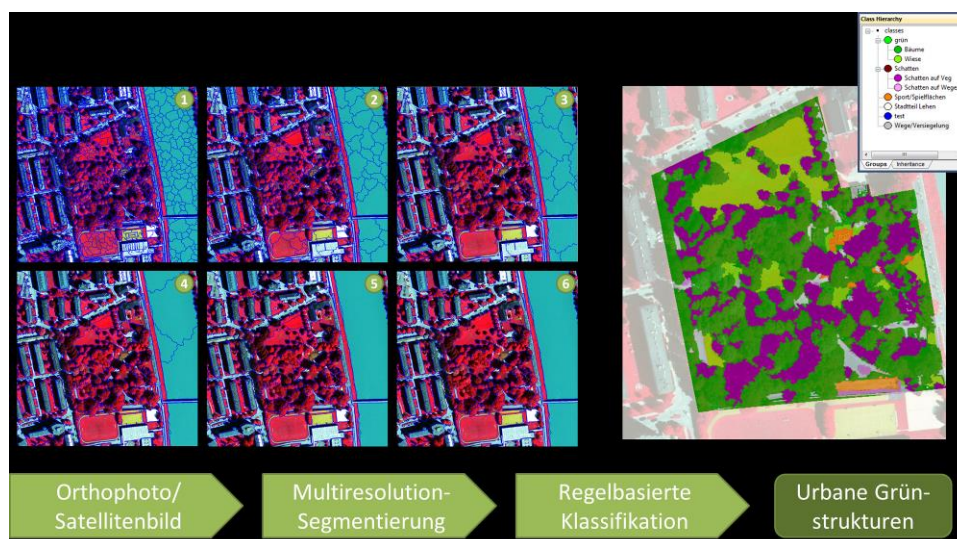 Class Hierarchy
classes
grün
Bäume
Wiese
Schatten
Schatten auf Veg
Schatten auf Wege
Sport/Spielflächen
Stadtteil Lehen
test
Wege/Versiegelung
Groups
Inheritance
1
2
3
4
5
6
Orthophoto/
Satellitenbild
Multiresolution-
Segmentierung
Regelbasierte
Klassifikation
Urbane Grün-
strukturen